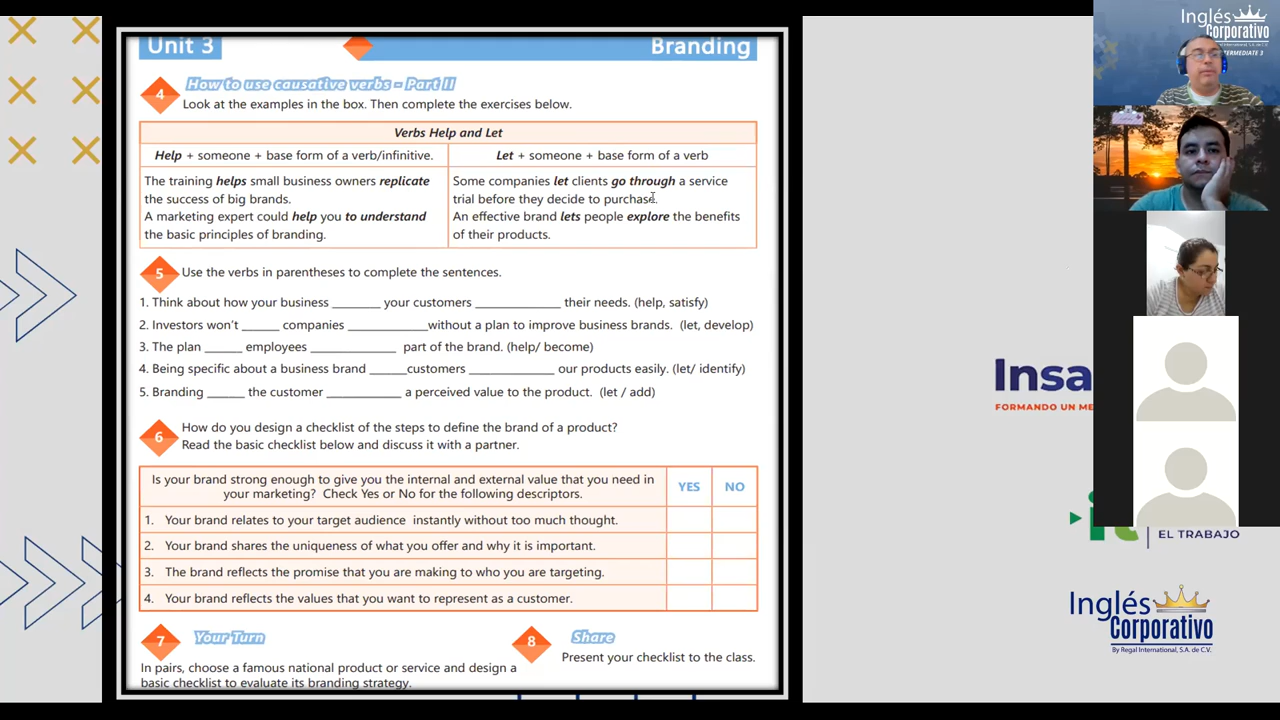 Unit 3
Branding
4
How to use causative verbs - Part II
Look at the examples in the box. Then complete the exercises below.
Verbs Help and Let
Help + someone + base form of a verb/infinitive.
Let + someone + base form of a verb
The training helps small business owners replicate
the success of big brands.
A marketing expert could help you to understand
the basic principles of branding.
Some companies let clients go through a service
trial before they decide to purchase.
An effective brand lets people explore the benefits
of their products.
5
Use the verbs in parentheses to complete the sentences.
1. Think about how your business ________ your customers ______________ their needs. (help, satisfy)
2. Investors won't ______ companies _____________without a plan to improve business brands. (let, develop)
3. The plan ______ employees ______________ part of the brand. (help/ become)
4. Being specific about a business brand ______customers ______________ our products easily. (let/ identify)
5. Branding ______ the customer ____________ a perceived value to the product. (let / add)
6
How do you design a checklist of the steps to define the brand of a product?
Read the basic checklist below and discuss it with a partner.
Is your brand strong enough to give you the internal and external value that you need in
your marketing? Check Yes or No for the following descriptors.
YES
NO
1. Your brand relates to your target audience instantly without too much thought.
2. Your brand shares the uniqueness of what you offer and why it is important.
3. The brand reflects the promise that you are making to who you are targeting.
4. Your brand reflects the values that you want to represent as a customer.
7
Your Turn
In pairs, choose a famous national product or service and design a
basic checklist to evaluate its branding strategy.
8
Share
Present your checklist to the class.
Inglés
Corporativo
Insa
FORMANDO UN ME
EL TRABAJO
Inglés
Corporativo
By Regal International, S.A. de C.V.